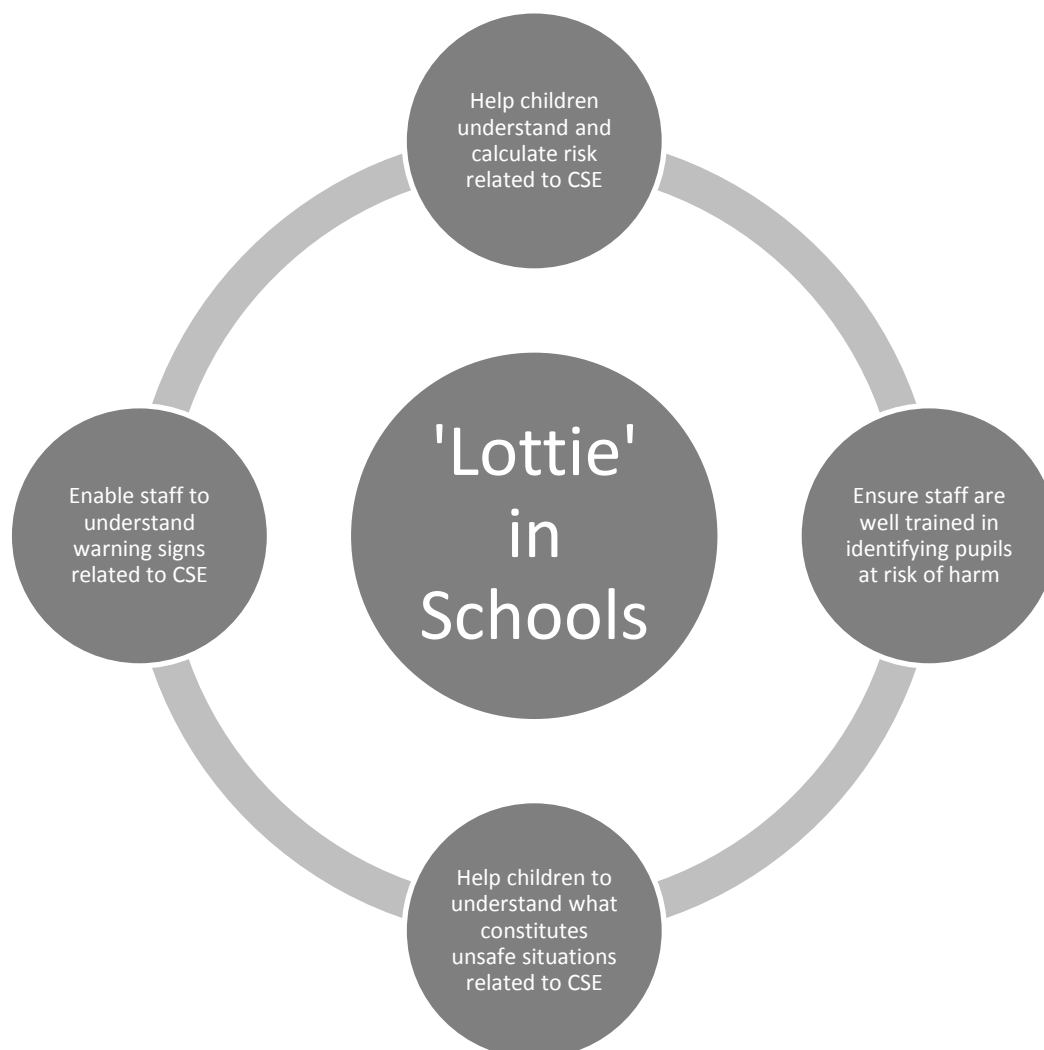 Help children
understand and
calculate risk
related to CSE
Enable staff to
understand
warning signs
related to CSE
'Lottie'
in
Schools
Ensure staff are
well trained in
identifying pupils
at risk of harm
Help children to
understand what
constitutes
unsafe situations
related to CSE